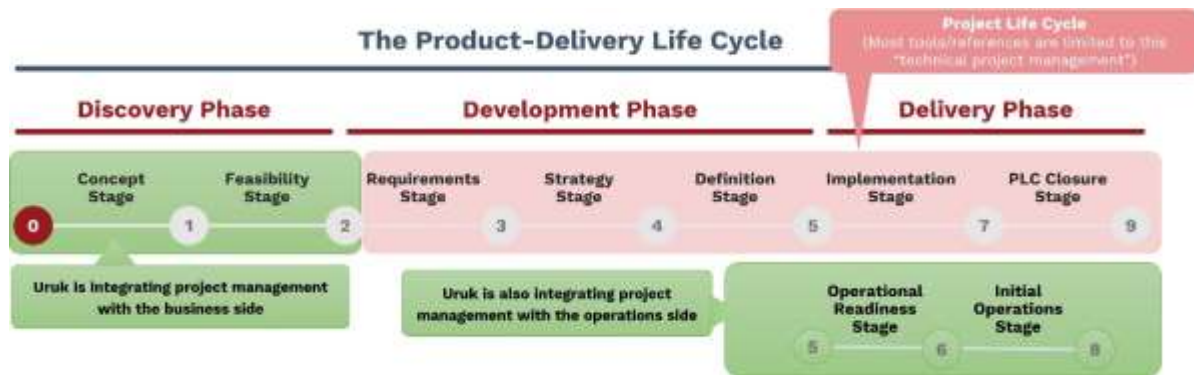 The Product-Delivery Life Cycle
Project Life Cycle
(Most tools/references are limited to this
"technical project management")
Discovery Phase
Development Phase
Delivery Phase
Concept
Stage
Feasibility
Stage
Requirements
Stage
Strategy
Stage
Definition
Stage
Implementation
Stage
PLC Closure
Stage
0
1
2
3
4
5
7
9
Uruk is integrating project management
with the business side
Uruk is also integrating project
management with the operations side
Operational
Readiness
Stage
Initial
Operations
Stage
5
6
8